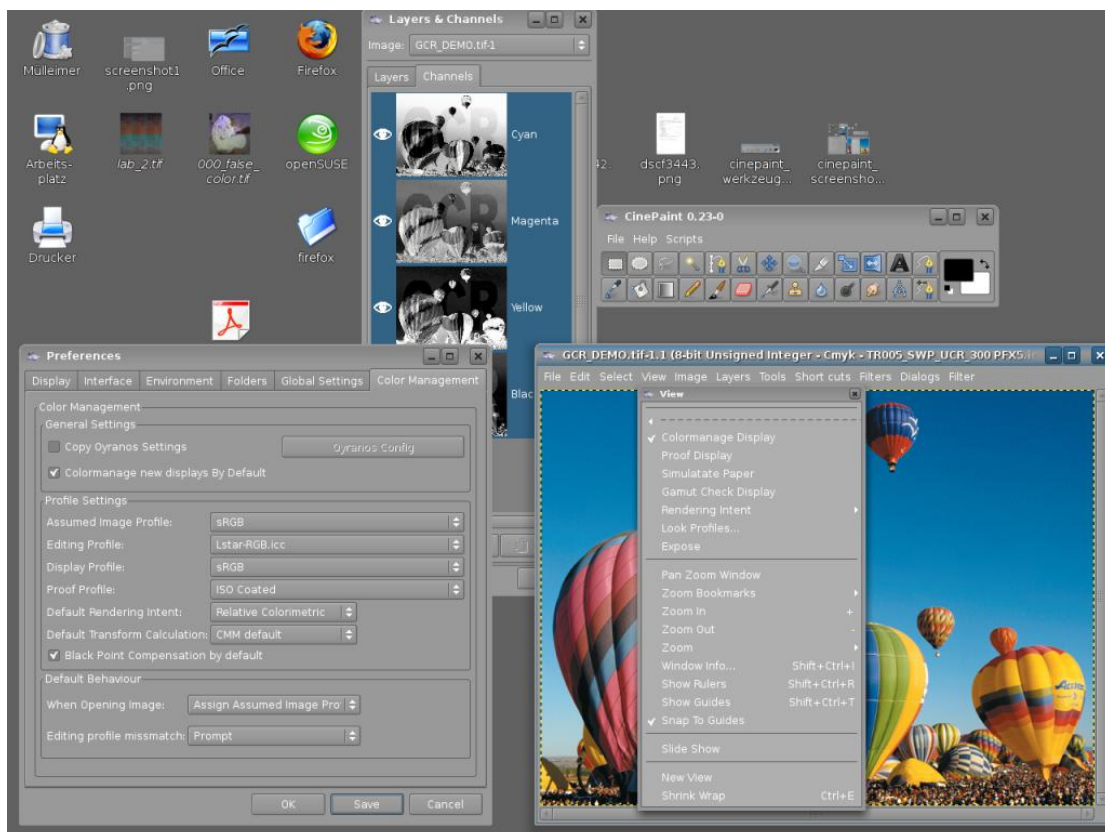 Mülleimer
screenshot1
.png
Office
Firefox
Arbeits-
platz
lab_2.tif
000_false_
color.tif
openSUSE
Drucker
firefox
Layers & Channels
Image: GCR_DEMO.tif-1
Layers Channels
Cyan
Magenta
Yellow
Blac
GCR
GCR
GCR
42.
dscf3443.
png
cinepaint_
werkzeug...
cinepaint_
screensho...
CinePaint 0.23-0
File Help Scripts
Preferences
Display Interface Environment Folders Global Settings Color Management
Color Management
General Settings
Copy Oyranos Settings
Oyranos Config
Colormanage new displays By Default
Profile Settings
Assumed Image Profile: sRGB
Editing Profile: Lstar-RGB.icc
Display Profile: sRGB
Proof Profile: ISO Coated
Default Rendering Intent: Relative Colorimetric
Default Transform Calculation: CMM default
Black Point Compensation by default
Default Behaviour
When Opening Image: Assign Assumed Image Pro
Editing profile missmatch: Prompt
OK Save Cancel
GCR_DEMO.tif-1.1 (8-bit Unsigned Integer - Cmyk - TR005_SWP_UCR_300 PFX5.i
File Edit Select View Image Layers Tools Short cuts Filters Dialogs Filter
View
Colormanage Display
Proof Display
Simulatate Paper
Gamut Check Display
Rendering Intent
Look Profiles...
Expose
Pan Zoom Window
Zoom Bookmarks
Zoom In +
Zoom Out -
Zoom
Window Info... Shift+Ctrl+I
Show Rulers Shift+Ctrl+R
Show Guides Shift+Ctrl+T
Snap To Guides
Slide Show
New View
Shrink Wrap Ctrl+E